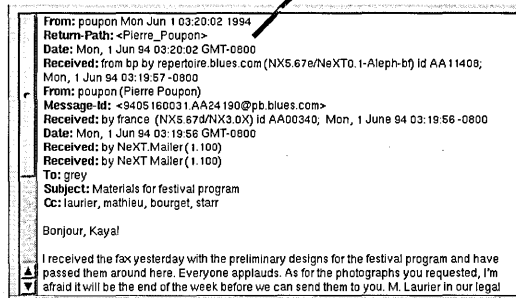 From: poupon Mon Jun 1 03:20:02 1994
Return-Path: <Pierre_Poupon>
Date: Mon, 1 Jun 94 03:20:02 GMT-0800
Received: from bp by repertoire.blues.com (NX5.67e/NeXT0.1-Aleph-bf) id AA11408;
Mon, 1 Jun 94 03:19:57 -0800
From: poupon (Pierre Poupon)
Message-Id: <9405160031.AA24190@pb.blues.com>
Received: by france (NX5.67d/NX3.0X) id AA00340; Mon, 1 June 94 03:19:56 -0800
Date: Mon, 1 Jun 94 03:19:56 GMT-0800
Received: by NeXT.Mailer (1.100)
Received: by NeXT Mailer (1.100)
To: grey
Subject: Materials for festival program
Cc: laurier, mathieu, bourget, starr
Bonjour, Kaya!
I received the fax yesterday with the preliminary designs for the festival program and have
passed them around here. Everyone applauds. As for the photographs you requested, I'm
afraid it will be the end of the week before we can send them to you. M. Laurier in our legal